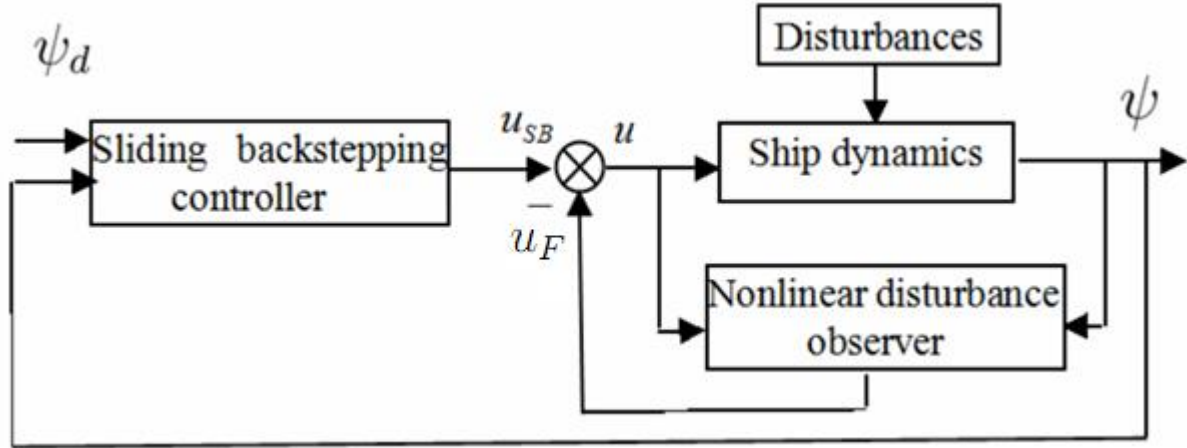 Disturbances
ψ_d
ψ
u_SB
u
Sliding backstepping
controller
Ship dynamics
−
u_F
Nonlinear disturbance
observer